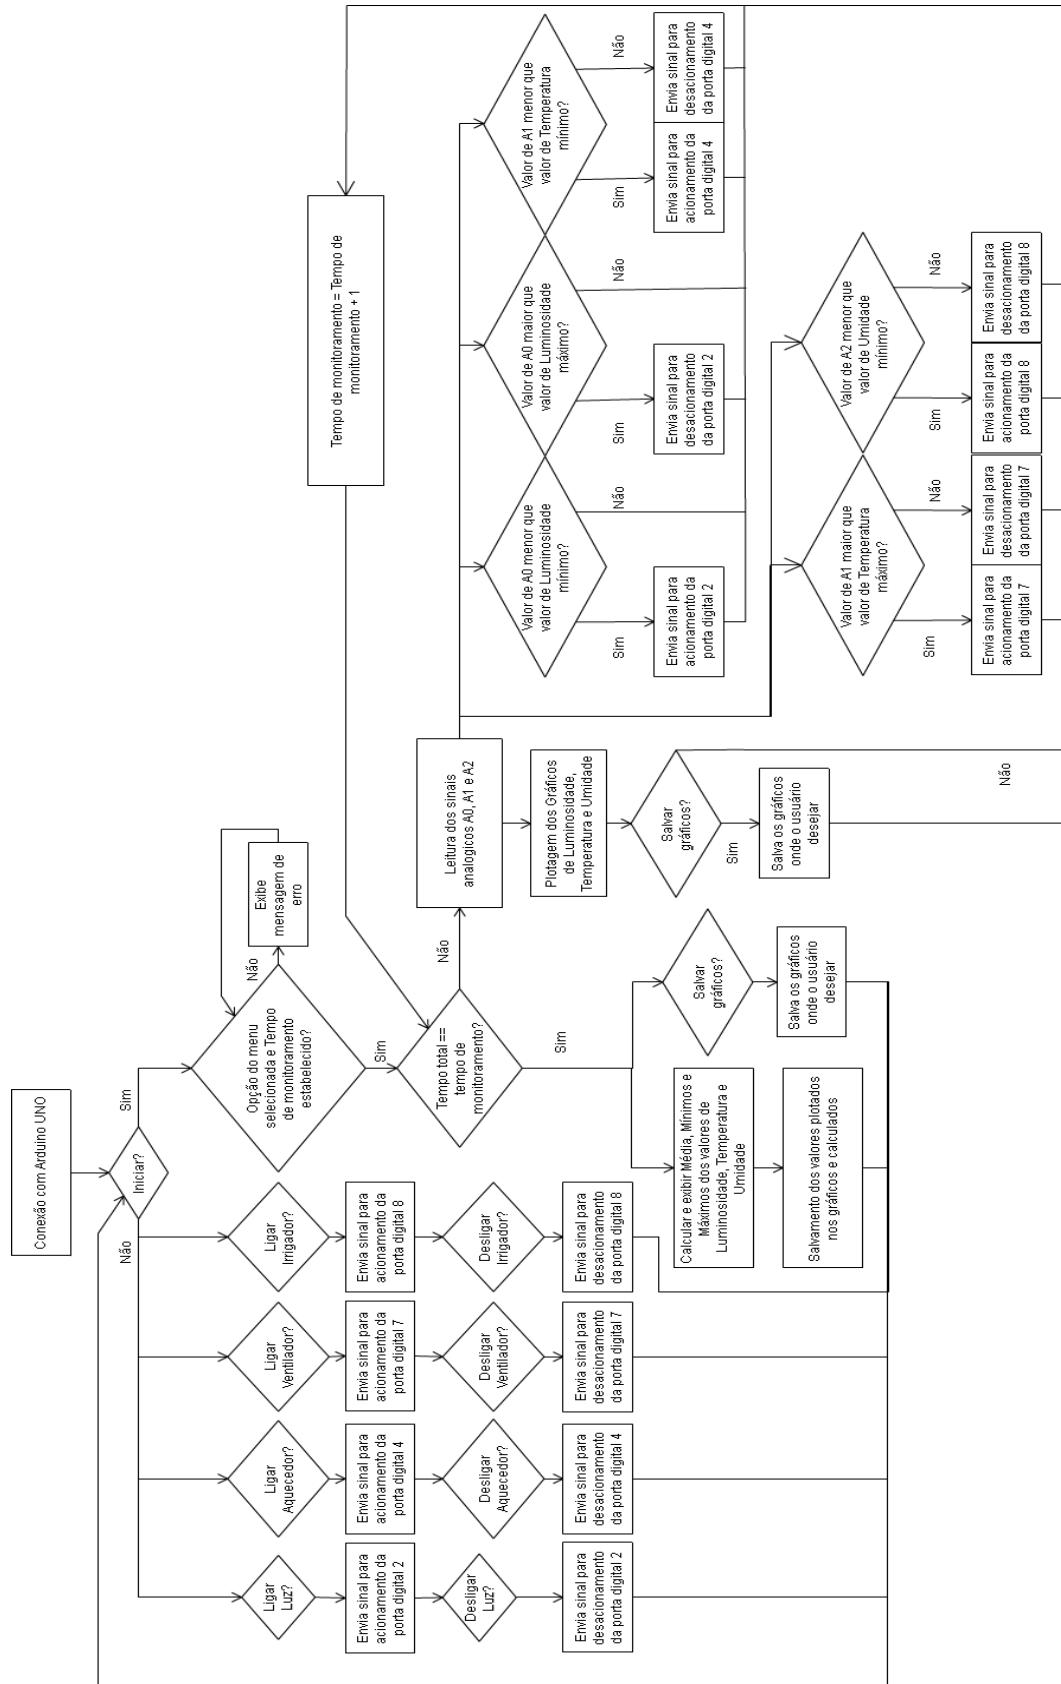 Conexão com Arduino UNO
Iniciar?
Sim
Não
Opção do menu
selecionada e Tempo
de monitoramento
estabelecido?
Não
Exibe
mensagem de
erro
Sim
Tempo de monitoramento = Tempo de
monitoramento + 1
Tempo total ==
tempo de
monitoramento?
Não
Sim
Ligar
Luz?
Envia sinal para
acionamento da
porta digital 2
Desligar
Luz?
Envia sinal para
desacionamento
da porta digital 2
Ligar
Aquecedor?
Envia sinal para
acionamento da
porta digital 4
Desligar
Aquecedor?
Envia sinal para
desacionamento
da porta digital 4
Ligar
Ventilador?
Envia sinal para
acionamento da
porta digital 7
Desligar
Ventilador?
Envia sinal para
desacionamento
da porta digital 7
Ligar
Irrigador?
Envia sinal para
acionamento da
porta digital 8
Desligar
Irrigador?
Envia sinal para
desacionamento
da porta digital 8
Calcular e exibir Média, Mínimos e
Máximos dos valores de
Luminosidade, Temperatura e
Umidade
Salvamento dos valores plotados
nos gráficos e calculados
Salvar
gráficos?
Salva os gráficos
onde o usuário
desejar
Leitura dos sinais
analogicos A0, A1 e A2
Plotagem dos Gráficos
de Luminosidade,
Temperatura e Umidade
Salvar
gráficos?
Sim
Não
Salva os gráficos
onde o usuário
desejar
Valor de A0 menor que
valor de Luminosidade
mínimo?
Sim
Não
Envia sinal para
acionamento da
porta digital 2
Valor de A0 maior que
valor de Luminosidade
máximo?
Sim
Não
Envia sinal para
desacionamento
da porta digital 2
Valor de A1 menor que
valor de Temperatura
mínimo?
Sim
Não
Envia sinal para
acionamento da
porta digital 4
Envia sinal para
desacionamento
da porta digital 4
Valor de A1 maior que
valor de Temperatura
máximo?
Sim
Não
Envia sinal para
acionamento da
porta digital 7
Envia sinal para
desacionamento
da porta digital 7
Valor de A2 menor que
valor de Umidade
mínimo?
Sim
Não
Envia sinal para
acionamento da
porta digital 8
Envia sinal para
desacionamento
da porta digital 8